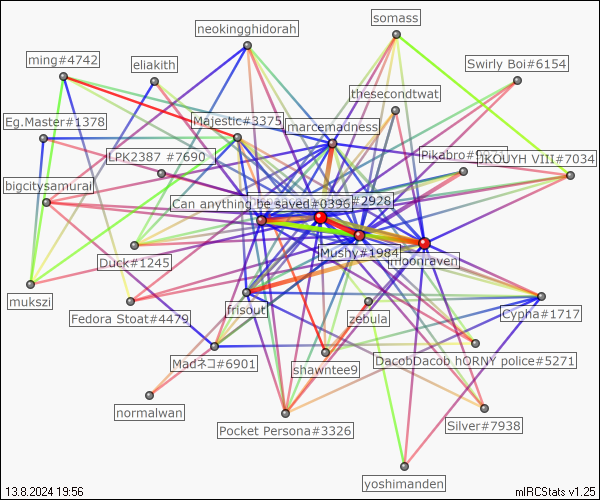 somass
neokingghidorah
ming#4742
eliakith
Swirly Boi#6154
thesecondtwat
Eg.Master#1378
Majestic#3375
marcemadness
LPK2387 #7690
KOUYH VIII#7034
bigcitysamurai
Can anything be saved#0396
#2928
Mushy#1984
moonraven
Duck#1245
mukszi
Fedora Stoat#4479
frisout
zebula
Cypha#1717
Madネコ#6901
shawntee9
DacobDacob hORNY police#5271
normalwan
Pocket Persona#3326
Silver#7938
yoshimanden
13.8.2024 19:56
mIRCStats v1.25